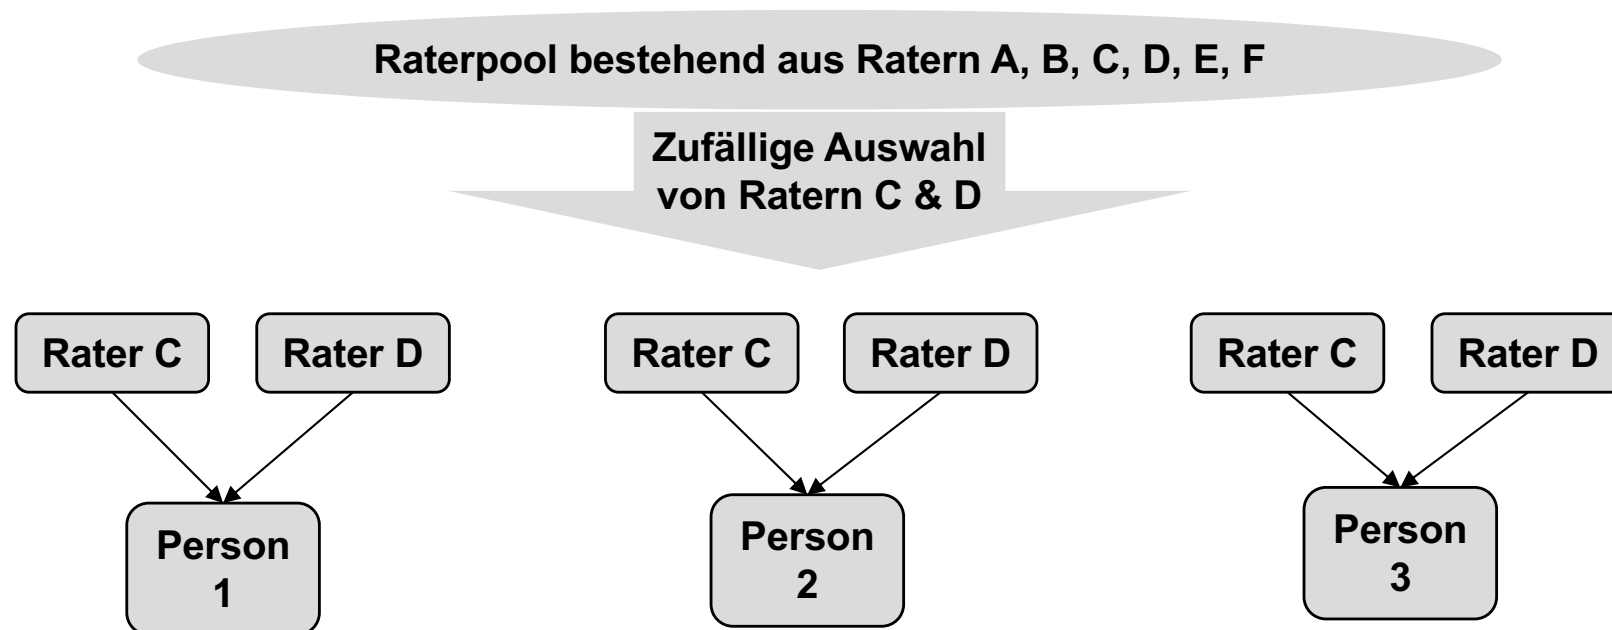 Raterpool bestehend aus Ratern A, B, C, D, E, F
Zufällige Auswahl
von Ratern C & D
Rater C
Rater D
Rater C
Rater D
Rater C
Rater D
Person
1
Person
2
Person
3